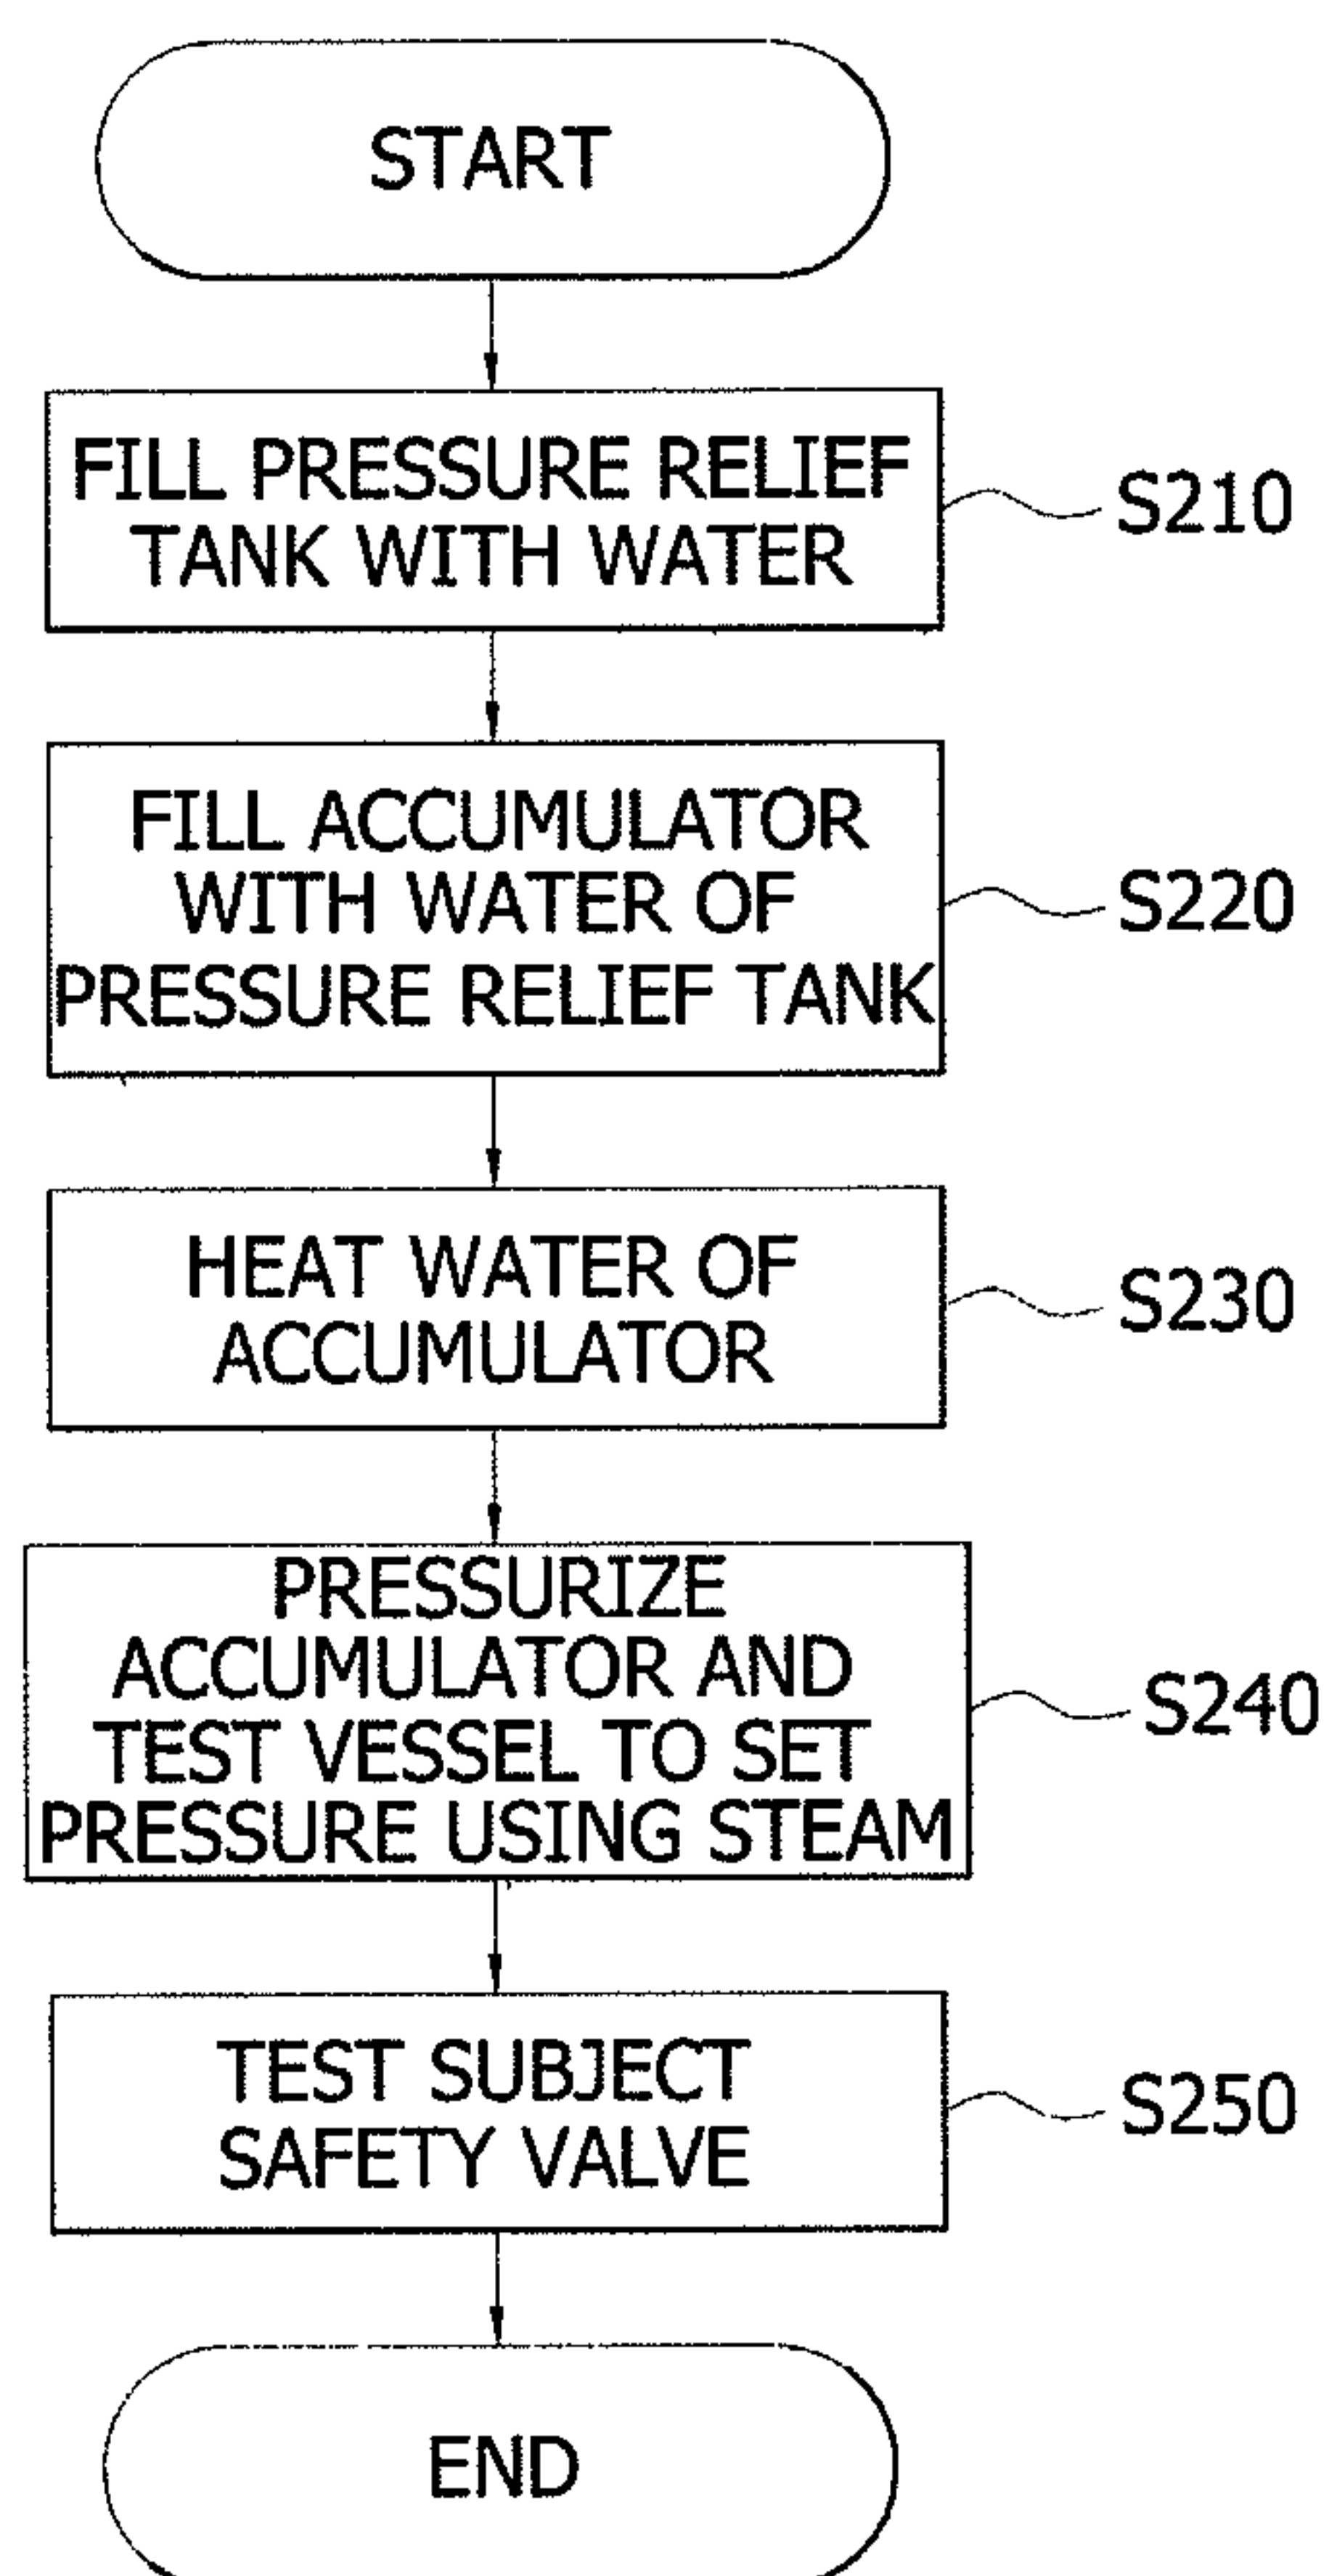 START
FILL PRESSURE RELIEF
TANK WITH WATER
S210
FILL ACCUMULATOR
WITH WATER OF
PRESSURE RELIEF TANK
S220
HEAT WATER OF
ACCUMULATOR
S230
PRESSURIZE
ACCUMULATOR AND
TEST VESSEL TO SET
PRESSURE USING STEAM
S240
TEST SUBJECT
SAFETY VALVE
S250
END